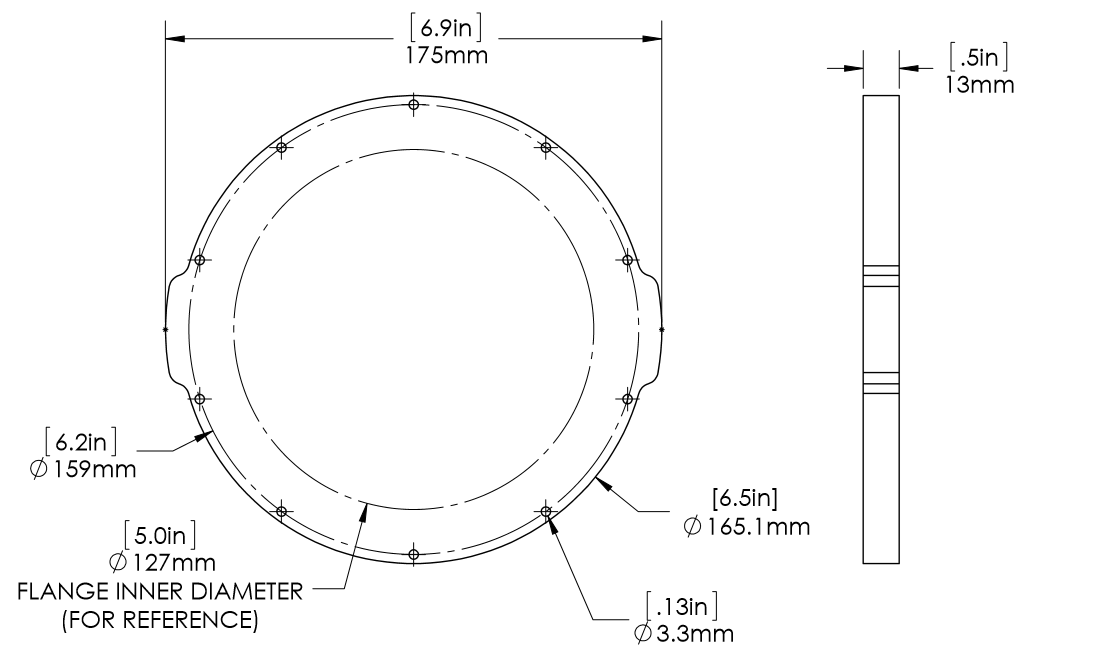 [6.9in]
175mm
[.5in]
13mm
[6.2in]
∅159mm
[6.5in]
∅165.1mm
[5.0in]
∅127mm
FLANGE INNER DIAMETER
(FOR REFERENCE)
[.13in]
∅3.3mm